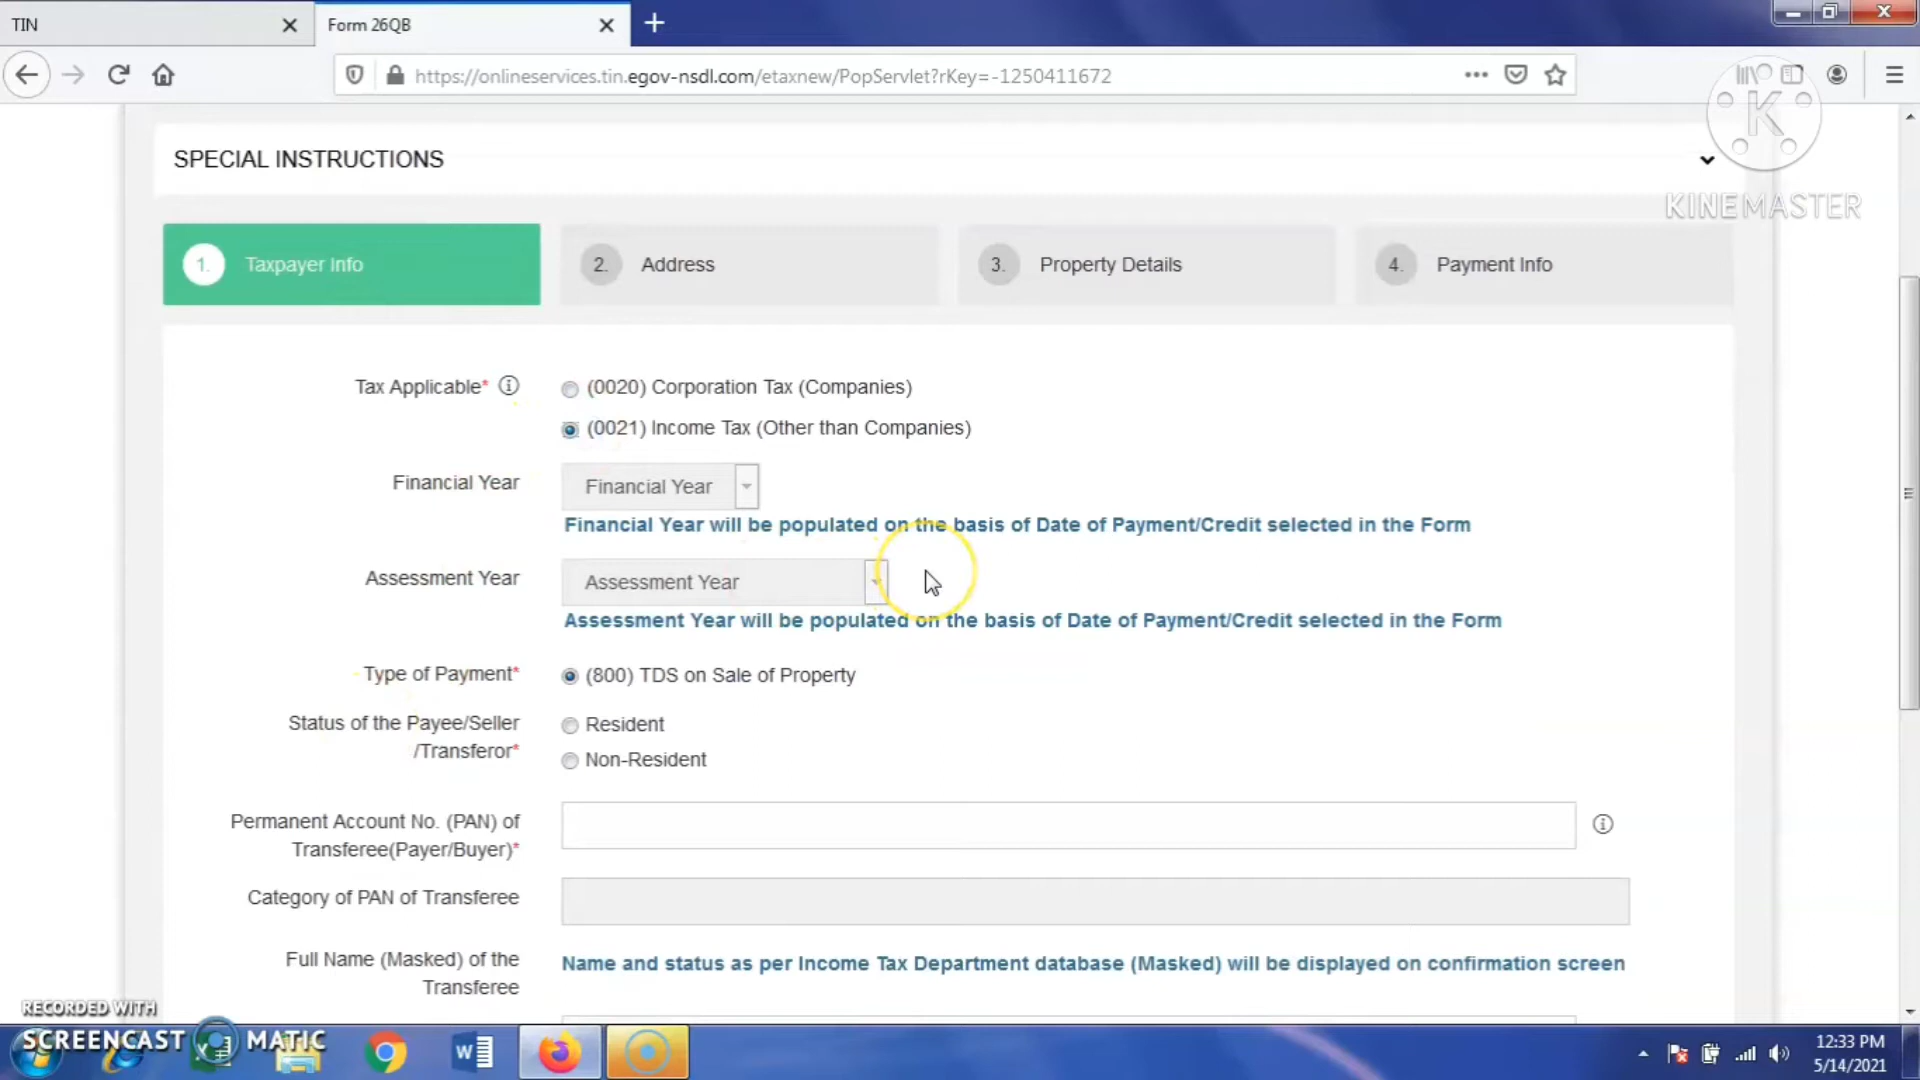 TIN
Form 26QB
https://onlineservices.tin.egov-nsdl.com/etaxnew/PopServlet?rKey=-1250411672
K
KINEMASTER
SPECIAL INSTRUCTIONS
1. Taxpayer Info
2. Address
3. Property Details
4. Payment Info
Tax Applicable*
(0020) Corporation Tax (Companies)
(0021) Income Tax (Other than Companies)
Financial Year
Financial Year
Financial Year will be populated on the basis of Date of Payment/Credit selected in the Form
Assessment Year
Assessment Year
Assessment Year will be populated on the basis of Date of Payment/Credit selected in the Form
Type of Payment*
(800) TDS on Sale of Property
Status of the Payee/Seller
/Transferor*
Resident
Non-Resident
Permanent Account No. (PAN) of
Transferee(Payer/Buyer)*
Category of PAN of Transferee
Full Name (Masked) of the
Transferee
Name and status as per Income Tax Department database (Masked) will be displayed on confirmation screen
RECORDED WITH
SCREENCAST MATIC
12:33 PM
5/14/2021